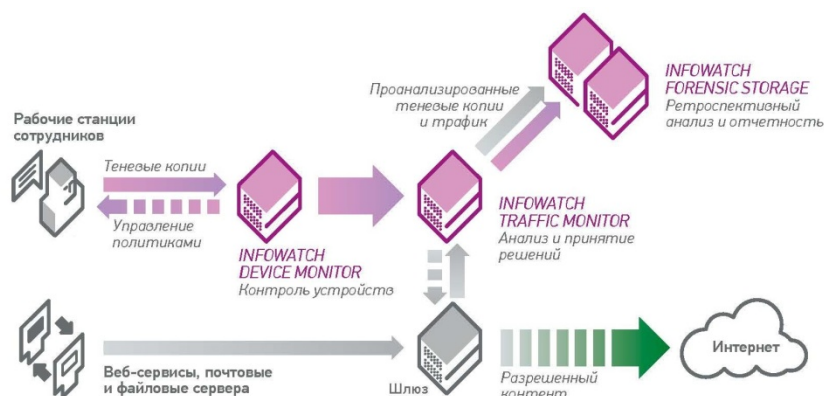 INFOWATCH
FORENSIC STORAGE
Ретроспективный
анализ и отчетность
Проанализированные
теневые копии
и трафик
Рабочие станции
сотрудников
Теневые копии
Управление
политиками
INFOWATCH
DEVICE MONITOR
Контроль устройств
INFOWATCH
TRAFFIC MONITOR
Анализ и принятие
решений
Веб-сервисы, почтовые
и файловые сервера
Шлюз
Разрешенный
контент
Интернет